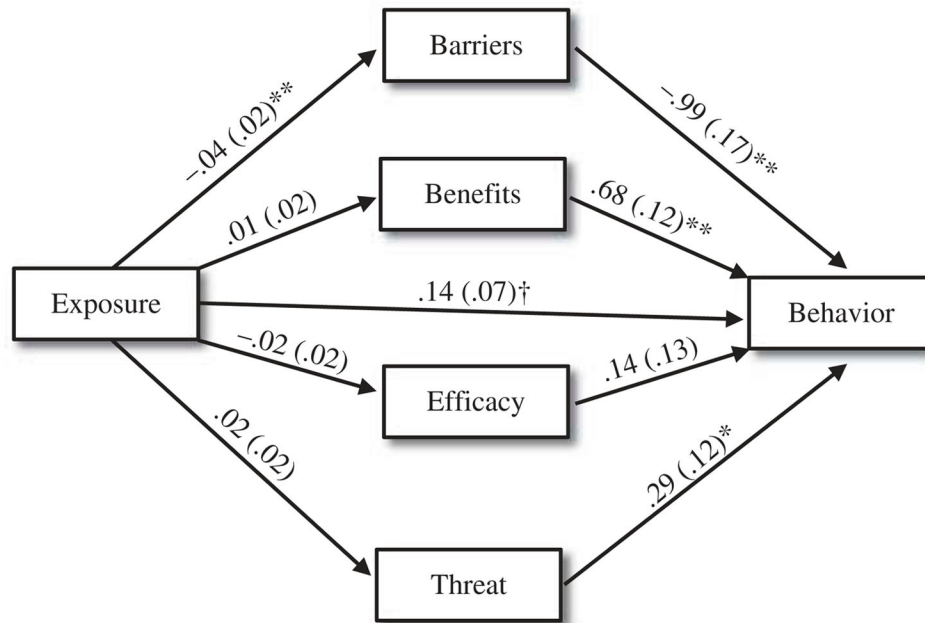 Barriers
−.04 (.02)**
−.99 (.17)**
Benefits
.01 (.02)
.68 (.12)**
Exposure
.14 (.07)†
Behavior
−.02 (.02)
Efficacy
.14 (.13)
.02 (.02)
.29 (.12)*
Threat